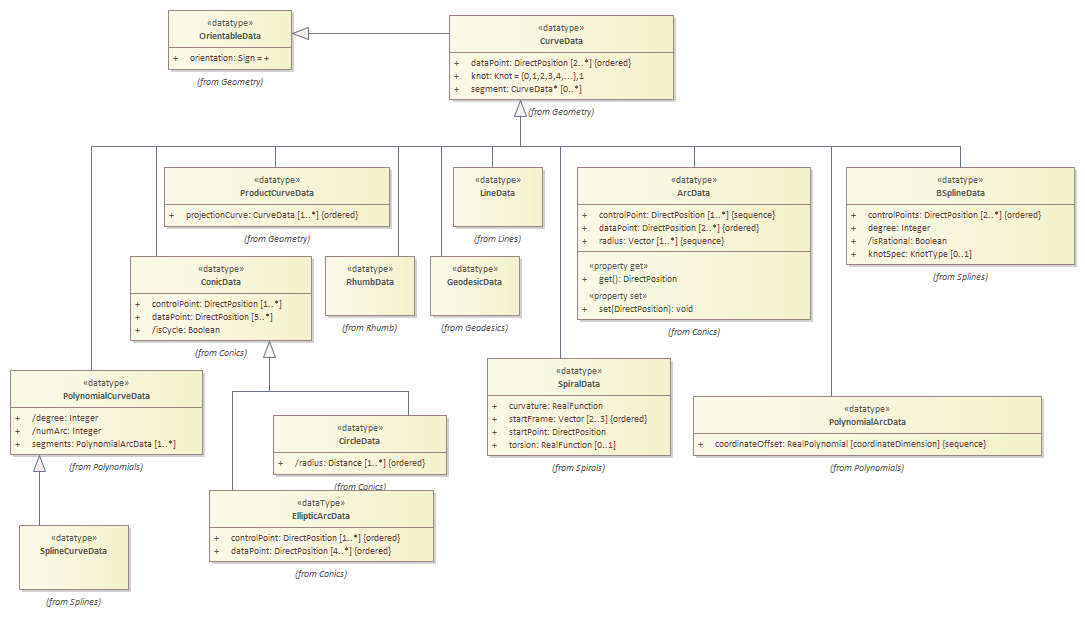 «datatype»
OrientableData
+ orientation: Sign = +
(from Geometry)
«datatype»
CurveData
+ dataPoint: DirectPosition [2..*] {ordered}
+ knot: Knot = {0,1,2,3,4,...},1
+ segment: CurveData* [0..*]
(from Geometry)
«datatype»
ProductCurveData
+ projectionCurve: CurveData [1..*] {ordered}
(from Geometry)
«datatype»
LineData
(from Lines)
«datatype»
ArcData
+ controlPoint: DirectPosition [1..*] {sequence}
+ dataPoint: DirectPosition [2..*] {ordered}
+ radius: Vector [1..*] {sequence}
«property get»
+ get(): DirectPosition
«property set»
+ set(DirectPosition): void
(from Conics)
«datatype»
BSplineData
+ controlPoints: DirectPosition [2..*] {ordered}
+ degree: Integer
+ /isRational: Boolean
+ knotSpec: KnotType [0..1]
(from Splines)
«datatype»
ConicData
+ controlPoint: DirectPosition [1..*]
+ dataPoint: DirectPosition [5..*]
+ /isCycle: Boolean
(from Conics)
«datatype»
RhumbData
(from Rhumb)
«datatype»
GeodesicData
(from Geodesics)
«datatype»
PolynomialCurveData
+ /degree: Integer
+ /numArc: Integer
+ segments: PolynomialArcData [1..*]
(from Polynomials)
«datatype»
SpiralData
+ curvature: RealFunction
+ startFrame: Vector [2..3] {ordered}
+ startPoint: DirectPosition
+ torsion: RealFunction [0..1]
(from Spirals)
«datatype»
PolynomialArcData
+ coordinateOffset: RealPolynomial [coordinateDimension] {sequence}
(from Polynomials)
«datatype»
CircleData
+ /radius: Distance [1..*] {ordered}
(from Conics)
«dataType»
EllipticArcData
+ controlPoint: DirectPosition [1..*] {ordered}
+ dataPoint: DirectPosition [4..*] {ordered}
(from Conics)
«datatype»
SplineCurveData
(from Splines)